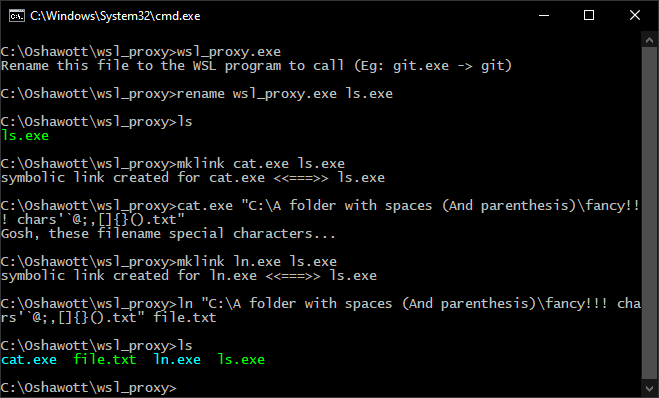 C:\Windows\System32\cmd.exe
C:\Oshawott\wsl_proxy>wsl_proxy.exe
Rename this file to the WSL program to call (Eg: git.exe -> git)
C:\Oshawott\wsl_proxy>rename wsl_proxy.exe ls.exe
C:\Oshawott\wsl_proxy>ls
ls.exe
C:\Oshawott\wsl_proxy>mklink cat.exe ls.exe
symbolic link created for cat.exe <<===>> ls.exe
C:\Oshawott\wsl_proxy>cat.exe "C:\A folder with spaces (And parenthesis)\fancy!!
! chars'`@;,[]{}().txt"
Gosh, these filename special characters...
C:\Oshawott\wsl_proxy>mklink ln.exe ls.exe
symbolic link created for ln.exe <<===>> ls.exe
C:\Oshawott\wsl_proxy>ln "C:\A folder with spaces (And parenthesis)\fancy!!! cha
rs'`@;,[]{}().txt" file.txt
C:\Oshawott\wsl_proxy>ls
cat.exe  file.txt  ln.exe  ls.exe
C:\Oshawott\wsl_proxy>